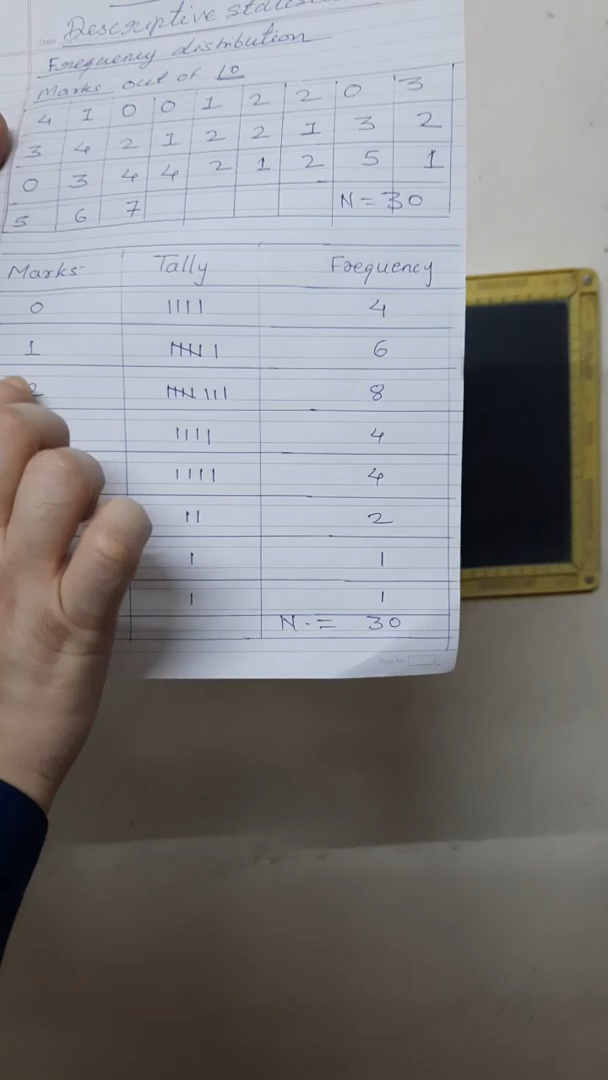 Descriptive
Frequency distribution
Marks out of 10
4 1 0 0 1 2 2 0 3
3 4 2 1 2 2 1 3 2
0 3 4 4 2 1 2 5 1
5 6 7 N = 30
Marks Tally Frequency
0 |||| 4
1 𝍸 | 6
2 𝍸 ||| 8
|||| 4
|||| 4
|| 2
| 1
| 1
N = 30